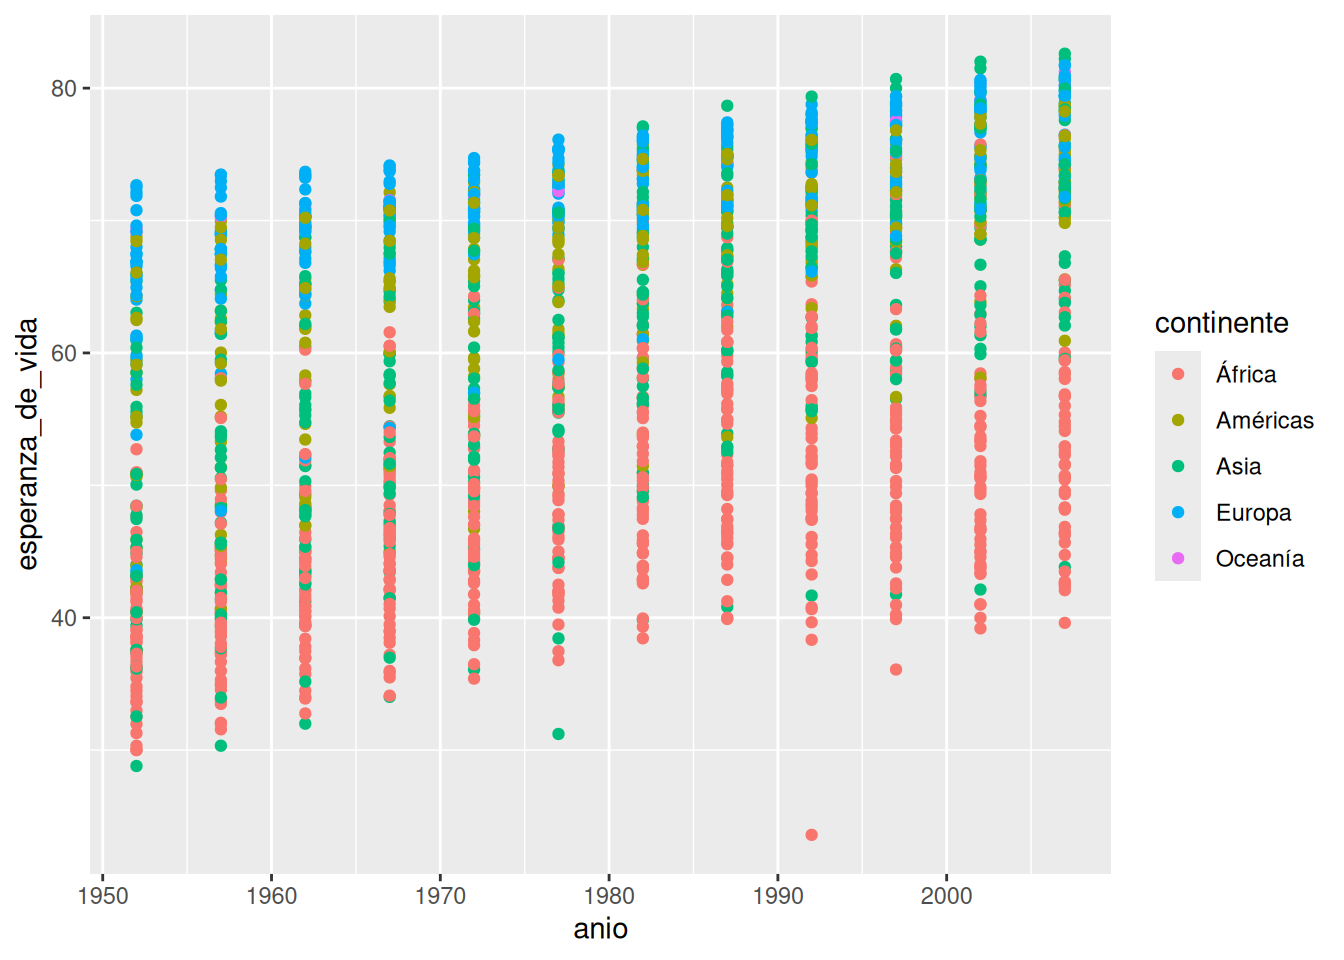 80
60
40
esperanza_de_vida
1950 1960 1970 1980 1990 2000
anio
continente
África
Américas
Asia
Europa
Oceanía